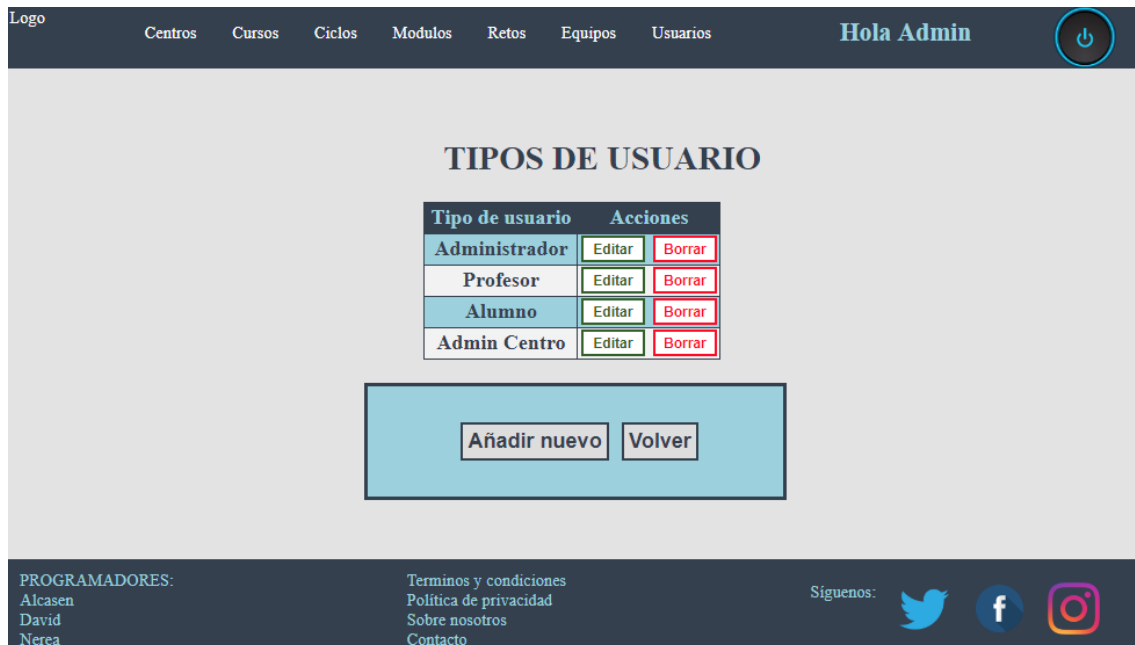 Logo
Centros Cursos Ciclos Modulos Retos Equipos Usuarios
Hola Admin
TIPOS DE USUARIO
Tipo de usuario Acciones
Administrador Editar Borrar
Profesor Editar Borrar
Alumno Editar Borrar
Admin Centro Editar Borrar
Añadir nuevo Volver
PROGRAMADORES:
Alcasen
David
Nerea
Terminos y condiciones
Política de privacidad
Sobre nosotros
Contacto
Síguenos: